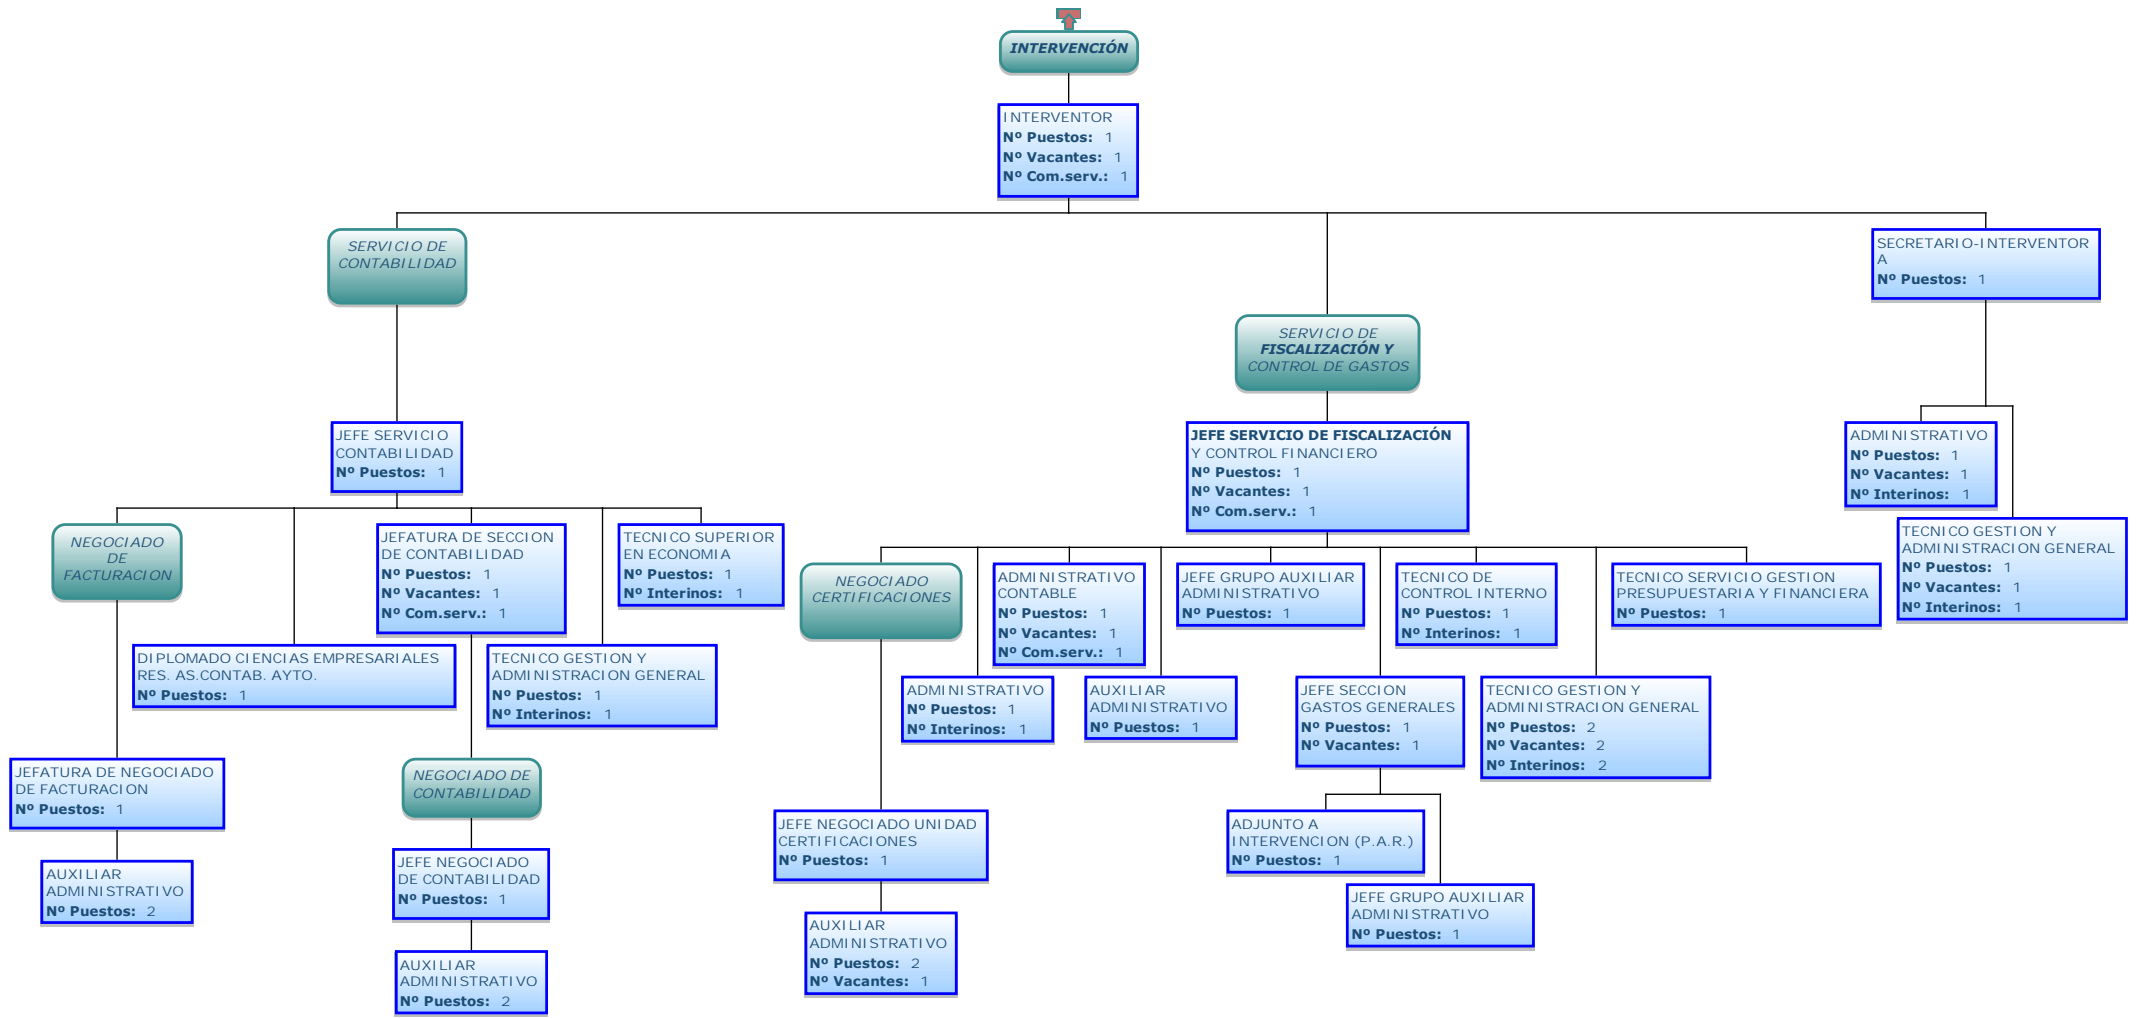 INTERVENCIÓN
INTERVENTOR
Nº Puestos: 1
Nº Vacantes: 1
Nº Com.serv.: 1
SERVICIO DE
CONTABILIDAD
SECRETARIO-INTERVENTOR
A
Nº Puestos: 1
SERVICIO DE
FISCALIZACIÓN Y
CONTROL DE GASTOS
JEFE SERVICIO
CONTABILIDAD
Nº Puestos: 1
JEFE SERVICIO DE FISCALIZACIÓN
Y CONTROL FINANCIERO
Nº Puestos: 1
Nº Vacantes: 1
Nº Com.serv.: 1
ADMINISTRATIVO
Nº Puestos: 1
Nº Vacantes: 1
Nº Interinos: 1
TECNICO GESTION Y
ADMINISTRACION GENERAL
Nº Puestos: 1
Nº Vacantes: 1
Nº Interinos: 1
NEGOCIADO
DE
FACTURACION
JEFATURA DE SECCION
DE CONTABILIDAD
Nº Puestos: 1
Nº Vacantes: 1
Nº Com.serv.: 1
TECNICO SUPERIOR
EN ECONOMIA
Nº Puestos: 1
Nº Interinos: 1
NEGOCIADO
CERTIFICACIONES
ADMINISTRATIVO
CONTABLE
Nº Puestos: 1
Nº Vacantes: 1
Nº Com.serv.: 1
JEFE GRUPO AUXILIAR
ADMINISTRATIVO
Nº Puestos: 1
TECNICO DE
CONTROL INTERNO
Nº Puestos: 1
Nº Interinos: 1
TECNICO SERVICIO GESTION
PRESUPUESTARIA Y FINANCIERA
Nº Puestos: 1
DIPLOMADO CIENCIAS EMPRESARIALES
RES. AS.CONTAB. AYTO.
Nº Puestos: 1
TECNICO GESTION Y
ADMINISTRACION GENERAL
Nº Puestos: 1
Nº Interinos: 1
ADMINISTRATIVO
Nº Puestos: 1
Nº Interinos: 1
AUXILIAR
ADMINISTRATIVO
Nº Puestos: 1
JEFE SECCION
GASTOS GENERALES
Nº Puestos: 1
Nº Vacantes: 1
TECNICO GESTION Y
ADMINISTRACION GENERAL
Nº Puestos: 2
Nº Vacantes: 2
Nº Interinos: 2
JEFATURA DE NEGOCIADO
DE FACTURACION
Nº Puestos: 1
NEGOCIADO DE
CONTABILIDAD
JEFE NEGOCIADO UNIDAD
CERTIFICACIONES
Nº Puestos: 1
ADJUNTO A
INTERVENCION (P.A.R.)
Nº Puestos: 1
AUXILIAR
ADMINISTRATIVO
Nº Puestos: 2
JEFE NEGOCIADO
DE CONTABILIDAD
Nº Puestos: 1
JEFE GRUPO AUXILIAR
ADMINISTRATIVO
Nº Puestos: 1
AUXILIAR
ADMINISTRATIVO
Nº Puestos: 2
Nº Vacantes: 1
AUXILIAR
ADMINISTRATIVO
Nº Puestos: 2